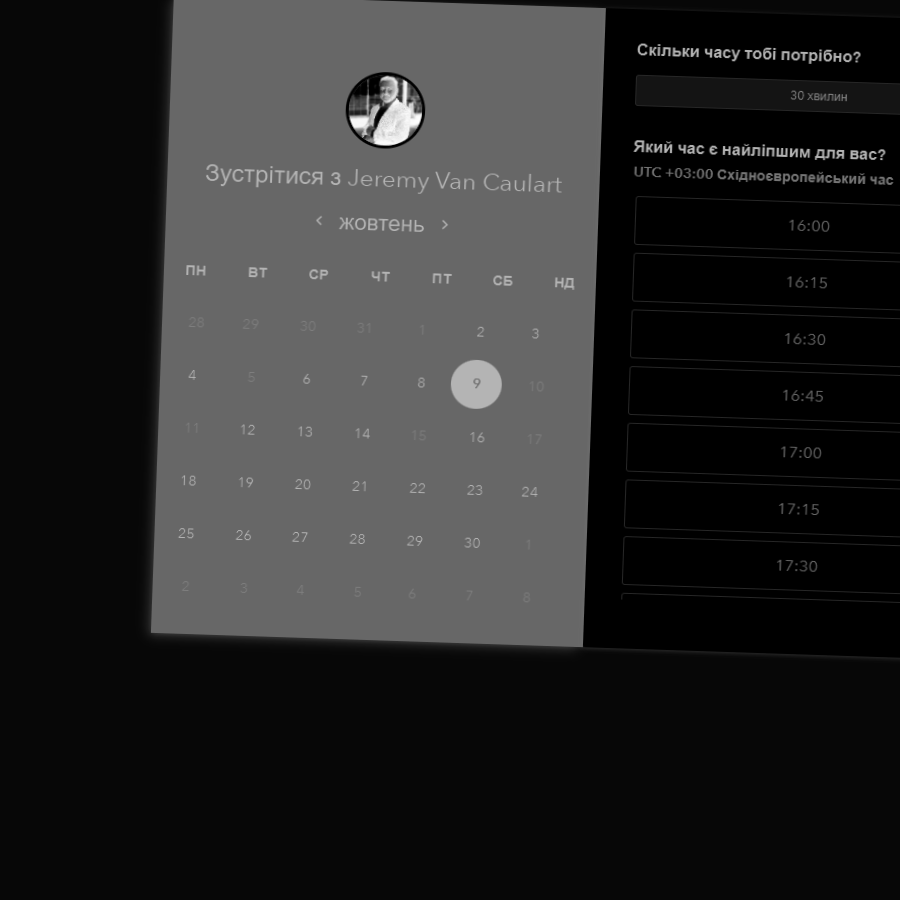 Зустрітися з Jeremy Van Caulart
жовтень
ПН ВТ СР ЧТ ПТ СБ НД
28 29 30 31 1 2 3
4 5 6 7 8 9 10
11 12 13 14 15 16 17
18 19 20 21 22 23 24
25 26 27 28 29 30 1
2 3 4 5 6 7 8
Скільки часу тобі потрібно?
30 хвилин
Який час є найліпшим для вас?
UTC +03:00 Східноєвропейський час
16:00
16:15
16:30
16:45
17:00
17:15
17:30